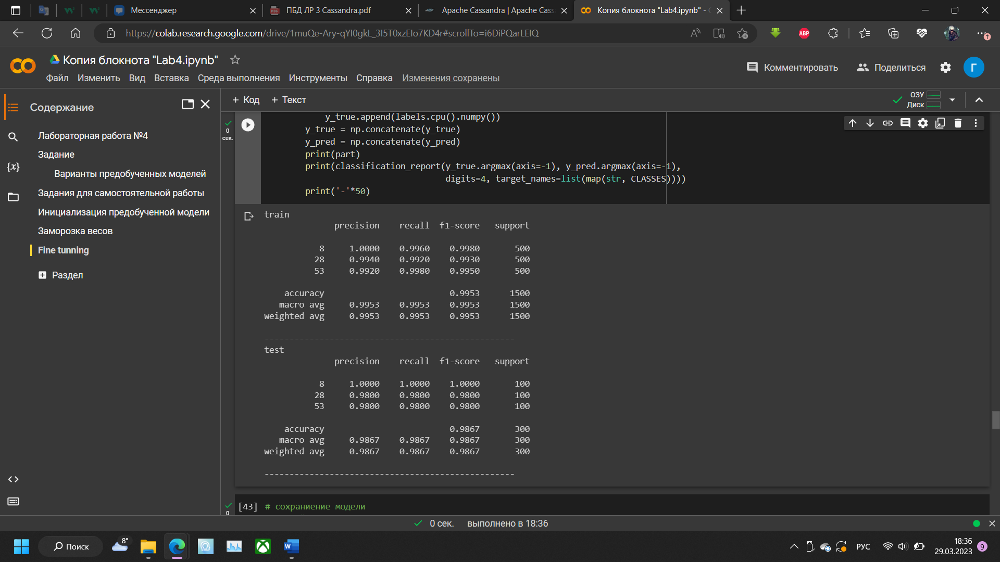 Мессенджер
ПБД ЛР 3 Cassandra.pdf
Apache Cassandra | Apache Cas
Копия блокнота "Lab4.ipynb" -
https://colab.research.google.com/drive/1muQe-Ary-qYI0gkL_3I5T0xzEIo7KD4r#scrollTo=i6DiPQarLEIQ
ABP
Копия блокнота "Lab4.ipynb"
Файл Изменить Вид Вставка Среда выполнения Инструменты Справка Изменения сохранены
Комментировать
Поделиться
Г
Содержание
Лабораторная работа №4
Задание
Варианты предобученных моделей
Задания для самостоятельной работы
Инициализация предобученной модели
Заморозка весов
Fine tunning
Раздел
+ Код + Текст
ОЗУ
Диск
0
сек.
y_true.append(labels.cpu().numpy())
y_true = np.concatenate(y_true)
y_pred = np.concatenate(y_pred)
print(part)
print(classification_report(y_true.argmax(axis=-1), y_pred.argmax(axis=-1),
digits=4, target_names=list(map(str, CLASSES))))
print('-'*50)
train
precision recall f1-score support
8 1.0000 0.9960 0.9980 500
28 0.9940 0.9920 0.9930 500
53 0.9920 0.9980 0.9950 500
accuracy 0.9953 1500
macro avg 0.9953 0.9953 0.9953 1500
weighted avg 0.9953 0.9953 0.9953 1500
--------------------------------------------------
test
precision recall f1-score support
8 1.0000 1.0000 1.0000 100
28 0.9800 0.9800 0.9800 100
53 0.9800 0.9800 0.9800 100
accuracy 0.9867 300
macro avg 0.9867 0.9867 0.9867 300
weighted avg 0.9867 0.9867 0.9867 300
--------------------------------------------------
0
[43] # сохраниение модели
0 сек. выполнено в 18:36
Поиск
8°
РУС
18:36
29.03.2023
9